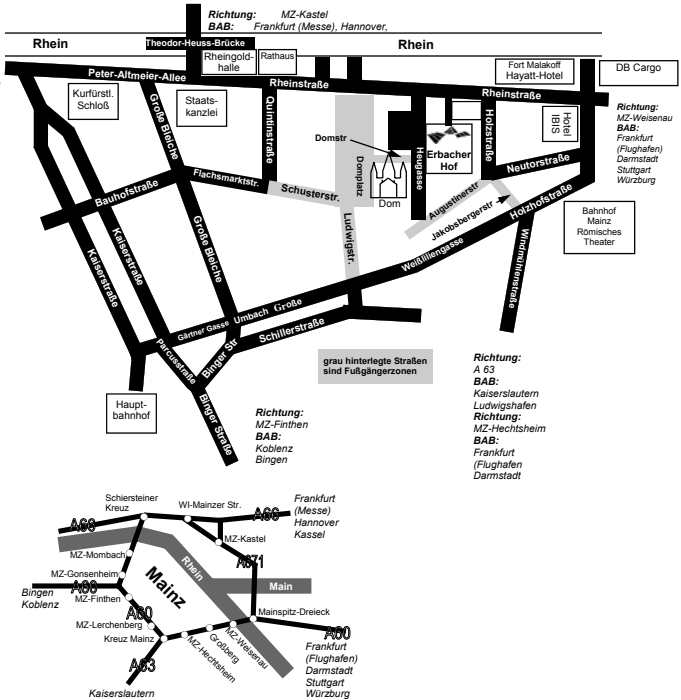 Richtung: MZ-Kastel
BAB: Frankfurt (Messe), Hannover,
Rhein
Theodor-Heuss-Brücke
Rhein
Rheingold-
halle
Rathaus
Fort Malakoff
Hayatt-Hotel
DB Cargo
Peter-Altmeier-Allee
Rheinstraße
Rheinstraße
Kurfürstl.
Schloß
Große Bleiche
Staats-
kanzlei
Quintinstraße
Domstr
Domplatz
Dom
Heugasse
Erbacher
Hof
Holzstraße
Hotel
IBIS
Neutorstraße
Richtung:
MZ-Weisenau
BAB:
Frankfurt
(Flughafen)
Darmstadt
Stuttgart
Würzburg
Flachsmarktstr.
Schusterstr.
Bauhofstraße
Augustinerstr
Jakobsbergerstr
Holzhofstraße
Bahnhof
Mainz
Römisches
Theater
Kaiserstraße
Kaiserstraße
Große Bleiche
Ludwigstr.
Weißliliengasse
Windmühlenstraße
Gärtner Gasse
Umbach
Große
Schillerstraße
Parcusstraße
Binger Str
Binger Straße
Haupt-
bahnhof
grau hinterlegte Straßen
sind Fußgängerzonen
Richtung:
MZ-Finthen
BAB:
Koblenz
Bingen
Richtung:
A 63
BAB:
Kaiserslautern
Ludwigshafen
Richtung:
MZ-Hechtsheim
BAB:
Frankfurt
(Flughafen
Darmstadt
Schiersteiner
Kreuz
WI-Mainzer Str.
A66
Frankfurt
(Messe)
Hannover
Kassel
MZ-Kastel
MZ-Mombach
Rhein
A671
MZ-Gonsenheim
Mainz
Main
Bingen
Koblenz
MZ-Finthen
A60
MZ-Lerchenberg
Kreuz Mainz
Mainspitz-Dreieck
A60
MZ-Weisenau
Großberg
MZ-Hechtsheim
A63
Kaiserslautern
Frankfurt
(Flughafen)
Darmstadt
Stuttgart
Würzburg